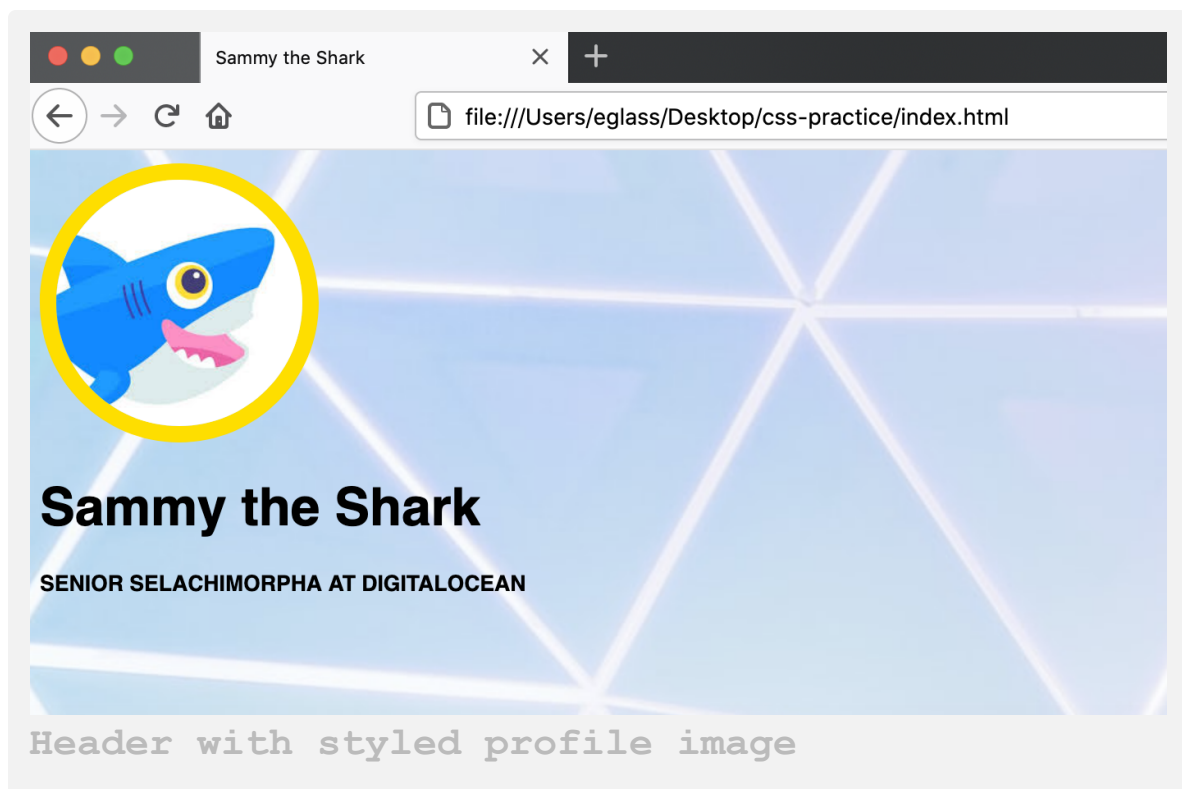 Sammy the Shark
file:///Users/eglass/Desktop/css-practice/index.html
Sammy the Shark
SENIOR SELACHIMORPHA AT DIGITALOCEAN
Header with styled profile image